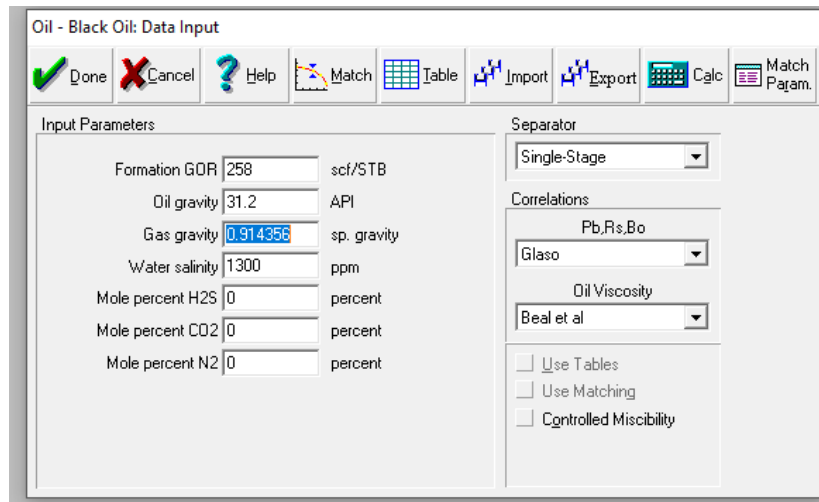 Oil - Black Oil: Data Input
Done Cancel Help Match Table Import Export Calc Match Param.
Input Parameters
Formation GOR 258 scf/STB
Oil gravity 31.2 API
Gas gravity 0.914356 sp. gravity
Water salinity 1300 ppm
Mole percent H2S 0 percent
Mole percent CO2 0 percent
Mole percent N2 0 percent
Separator
Single-Stage
Correlations
Pb,Rs,Bo
Glaso
Oil Viscosity
Beal et al
Use Tables
Use Matching
Controlled Miscibility